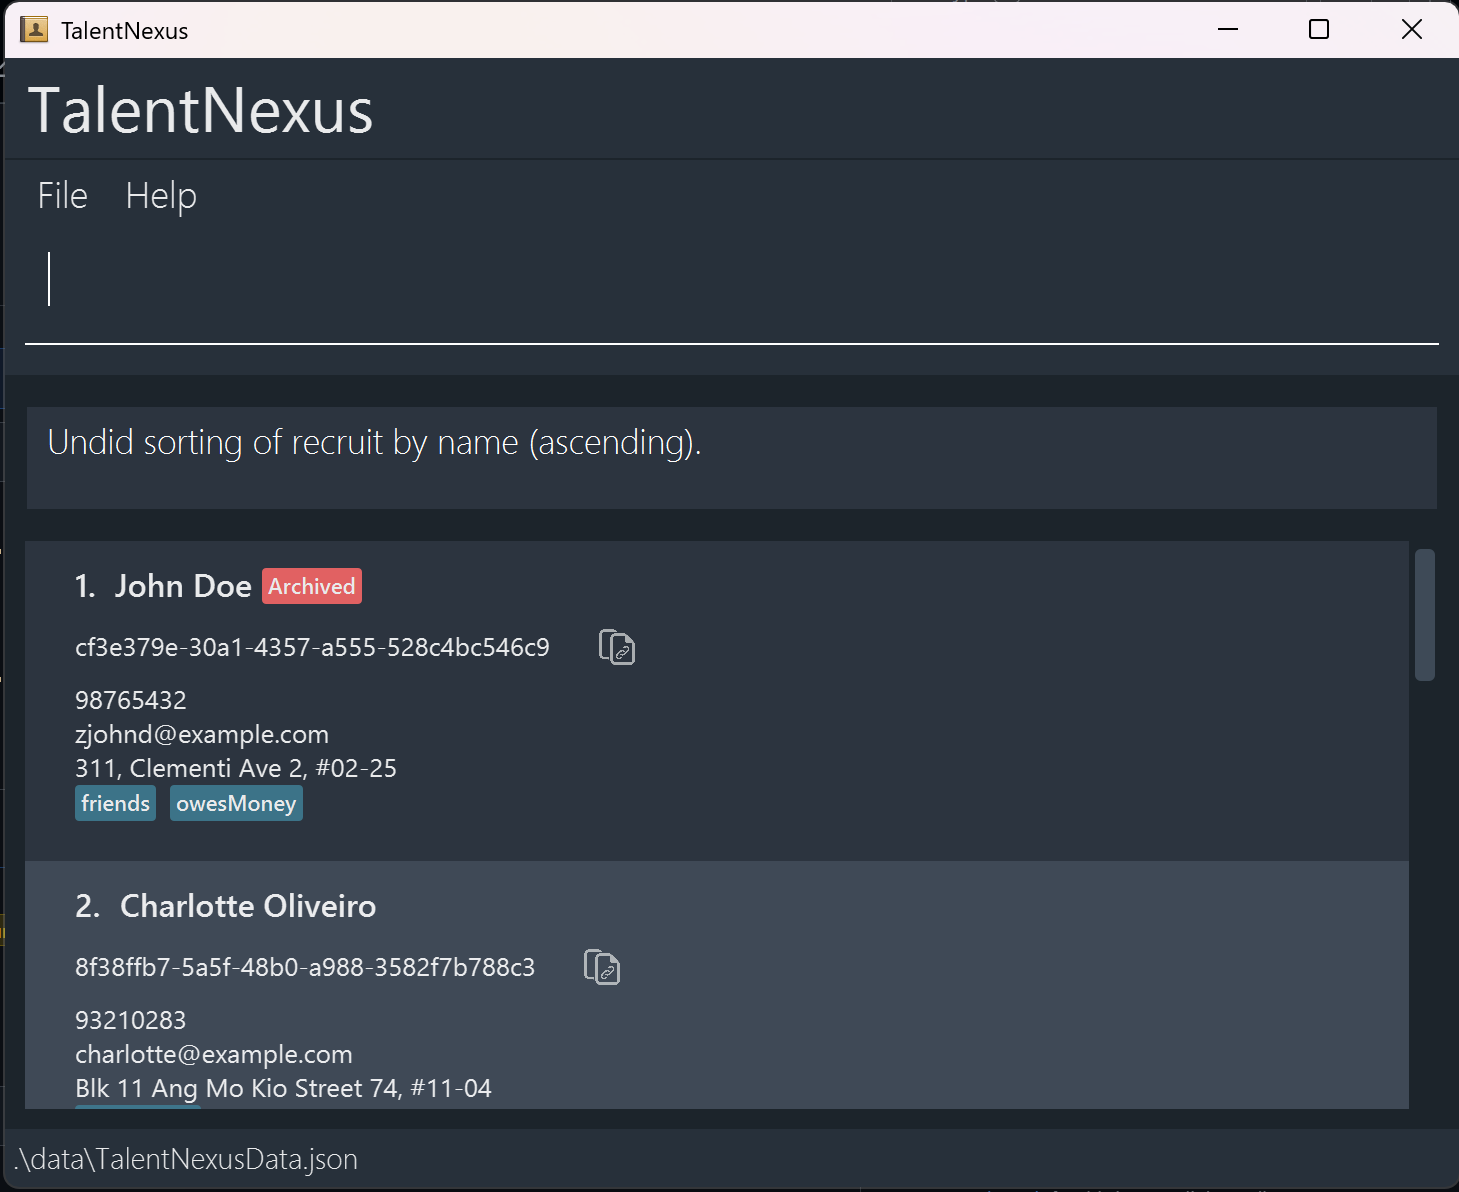 TalentNexus
TalentNexus
File Help
Undid sorting of recruit by name (ascending).
1. John Doe Archived
cf3e379e-30a1-4357-a555-528c4bc546c9
98765432
zjohnd@example.com
311, Clementi Ave 2, #02-25
friends owesMoney
2. Charlotte Oliveiro
8f38ffb7-5a5f-48b0-a988-3582f7b788c3
93210283
charlotte@example.com
Blk 11 Ang Mo Kio Street 74, #11-04
.\data\TalentNexusData.json